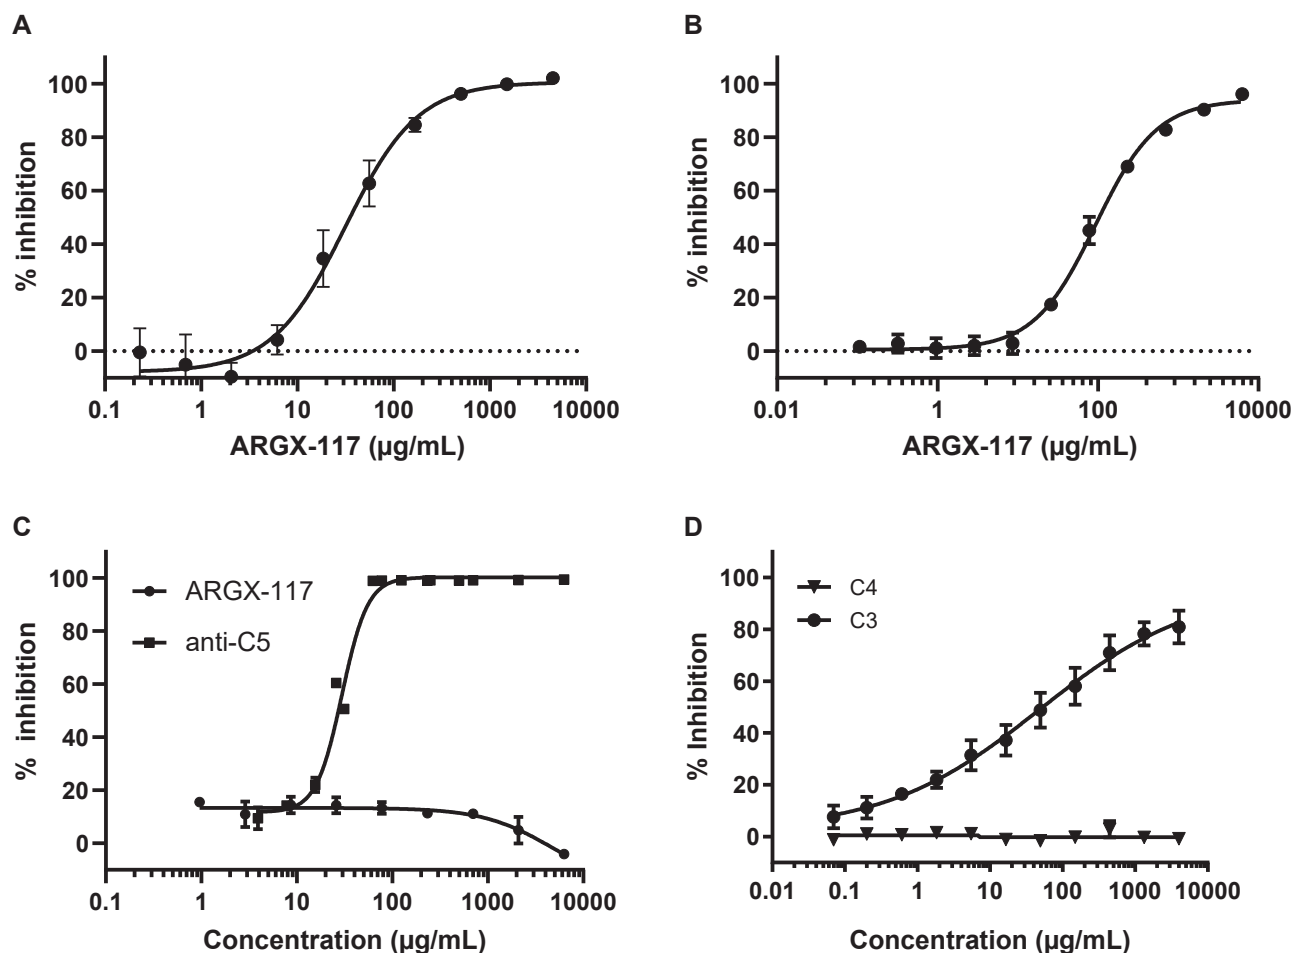 A
100
80
60
40
20
0
% inhibition
0.1 1 10 100 1000 10000
ARGX-117 (µg/mL)
B
100
80
60
40
20
0
% inhibition
0.01 1 100 10000
ARGX-117 (µg/mL)
C
100
80
60
40
20
0
% inhibition
ARGX-117
anti-C5
0.1 1 10 100 1000 10000
Concentration (µg/mL)
D
100
80
60
40
20
0
% Inhibition
C4
C3
0.01 0.1 1 10 100 1000 10000
Concentration (µg/mL)